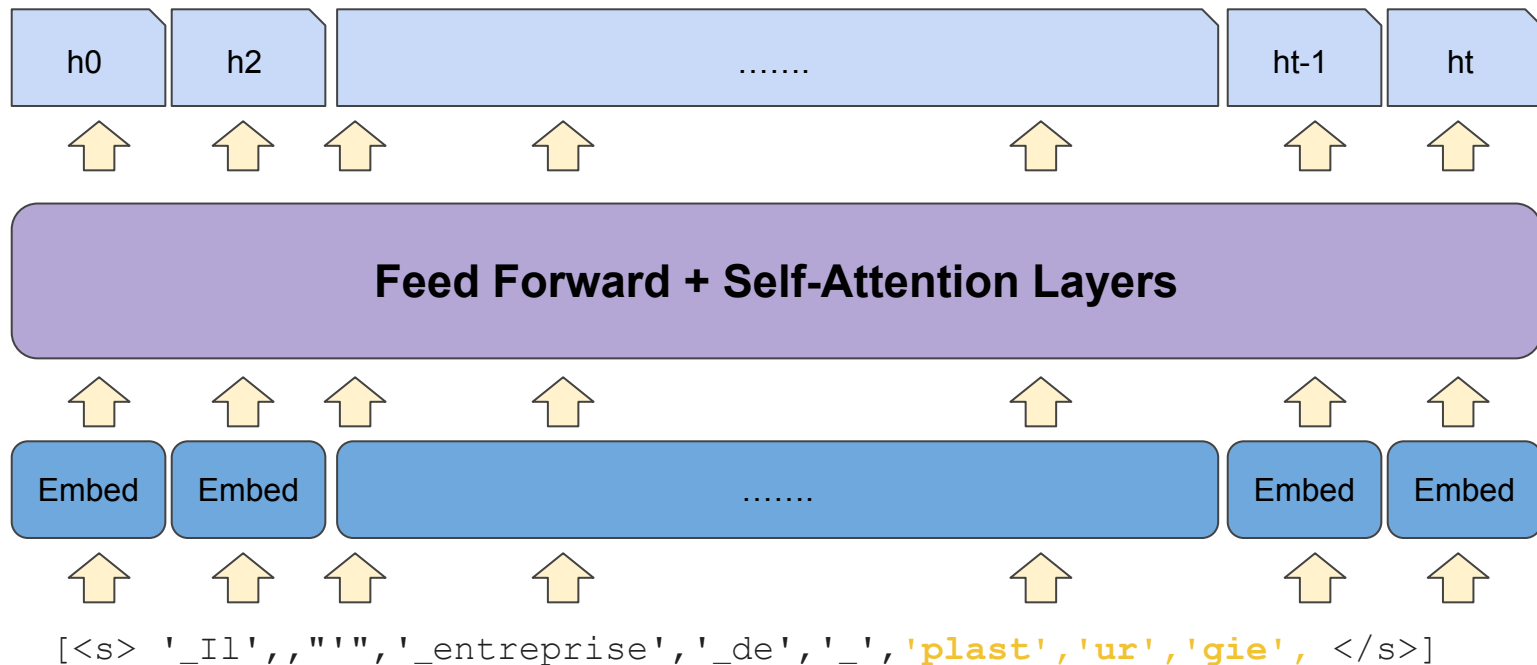 h0 h2 ....... ht-1 ht
Feed Forward + Self-Attention Layers
Embed Embed ....... Embed Embed
[<s> '_Il',,"'",'_entreprise','_de','_','plast','ur','gie', </s>]